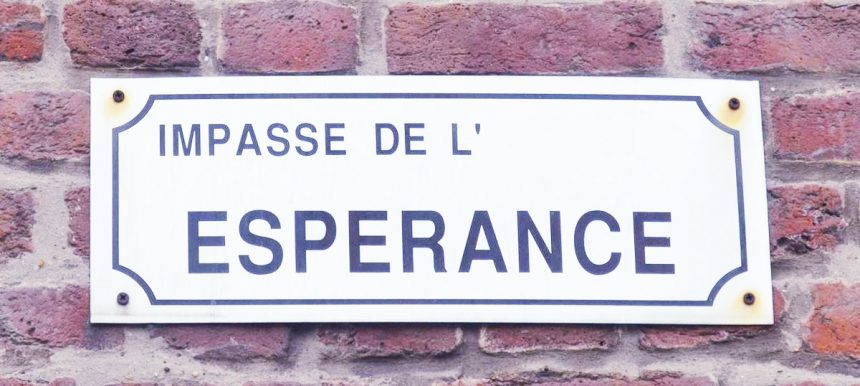 IMPASSE DE L'
ESPERANCE